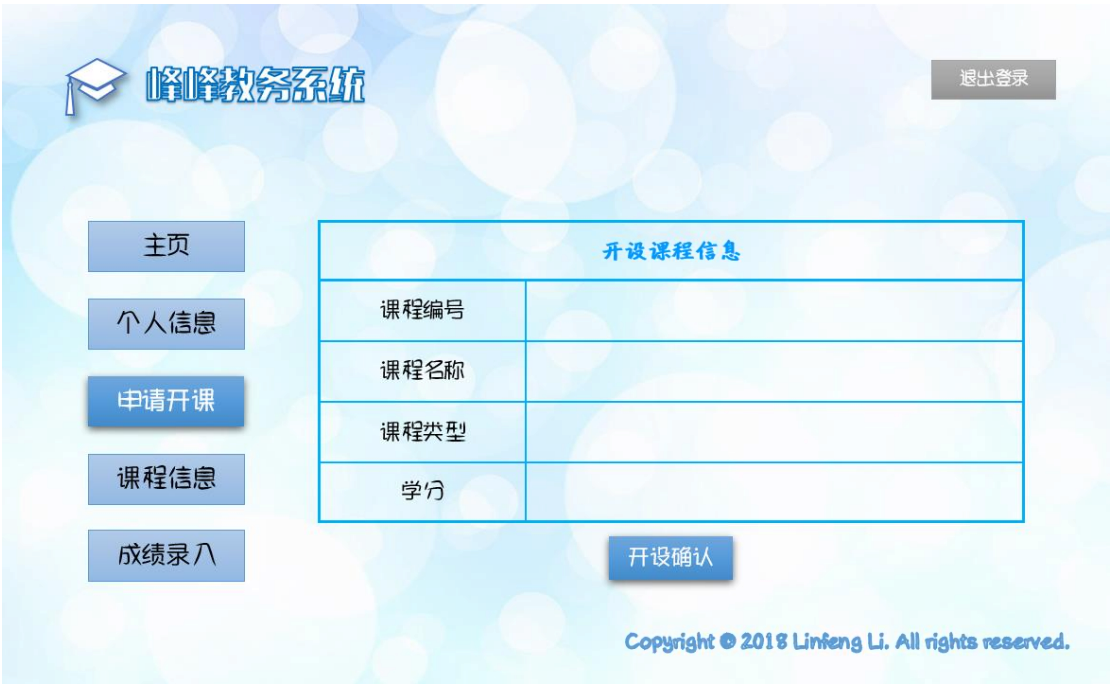 峰峰教务系统
退出登录
主页
个人信息
申请开课
课程信息
成绩录入
开设课程信息
课程编号
课程名称
课程类型
学分
开设确认
Copyright © 2018 Linfeng Li. All rights reserved.